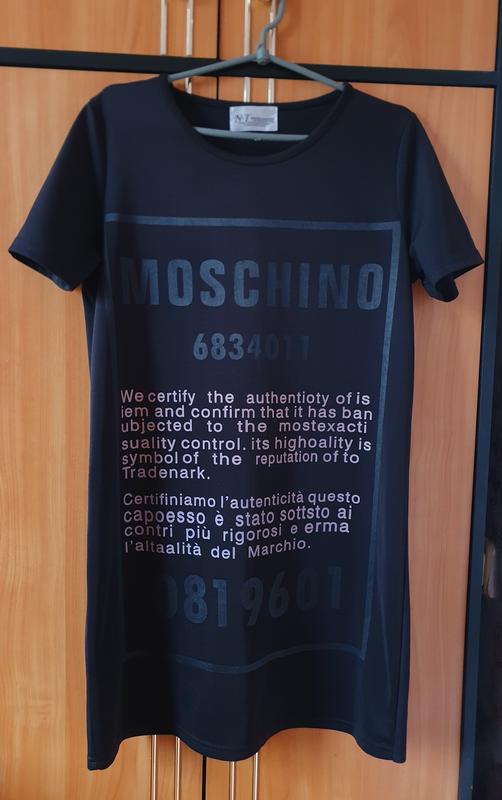 N.T.
MOSCHINO
6834011
We certify the authentioty of is
iem and confirm that it has ban
ubjected to the mostexacti
suality control. its highoality is
symbol of the reputation of to
Tradenark.
Certifiniamo l'autenticità questo
capoesso è stato sottsto ai
contri più rigorosi e erma
l'altaalità del Marchio.
0819601